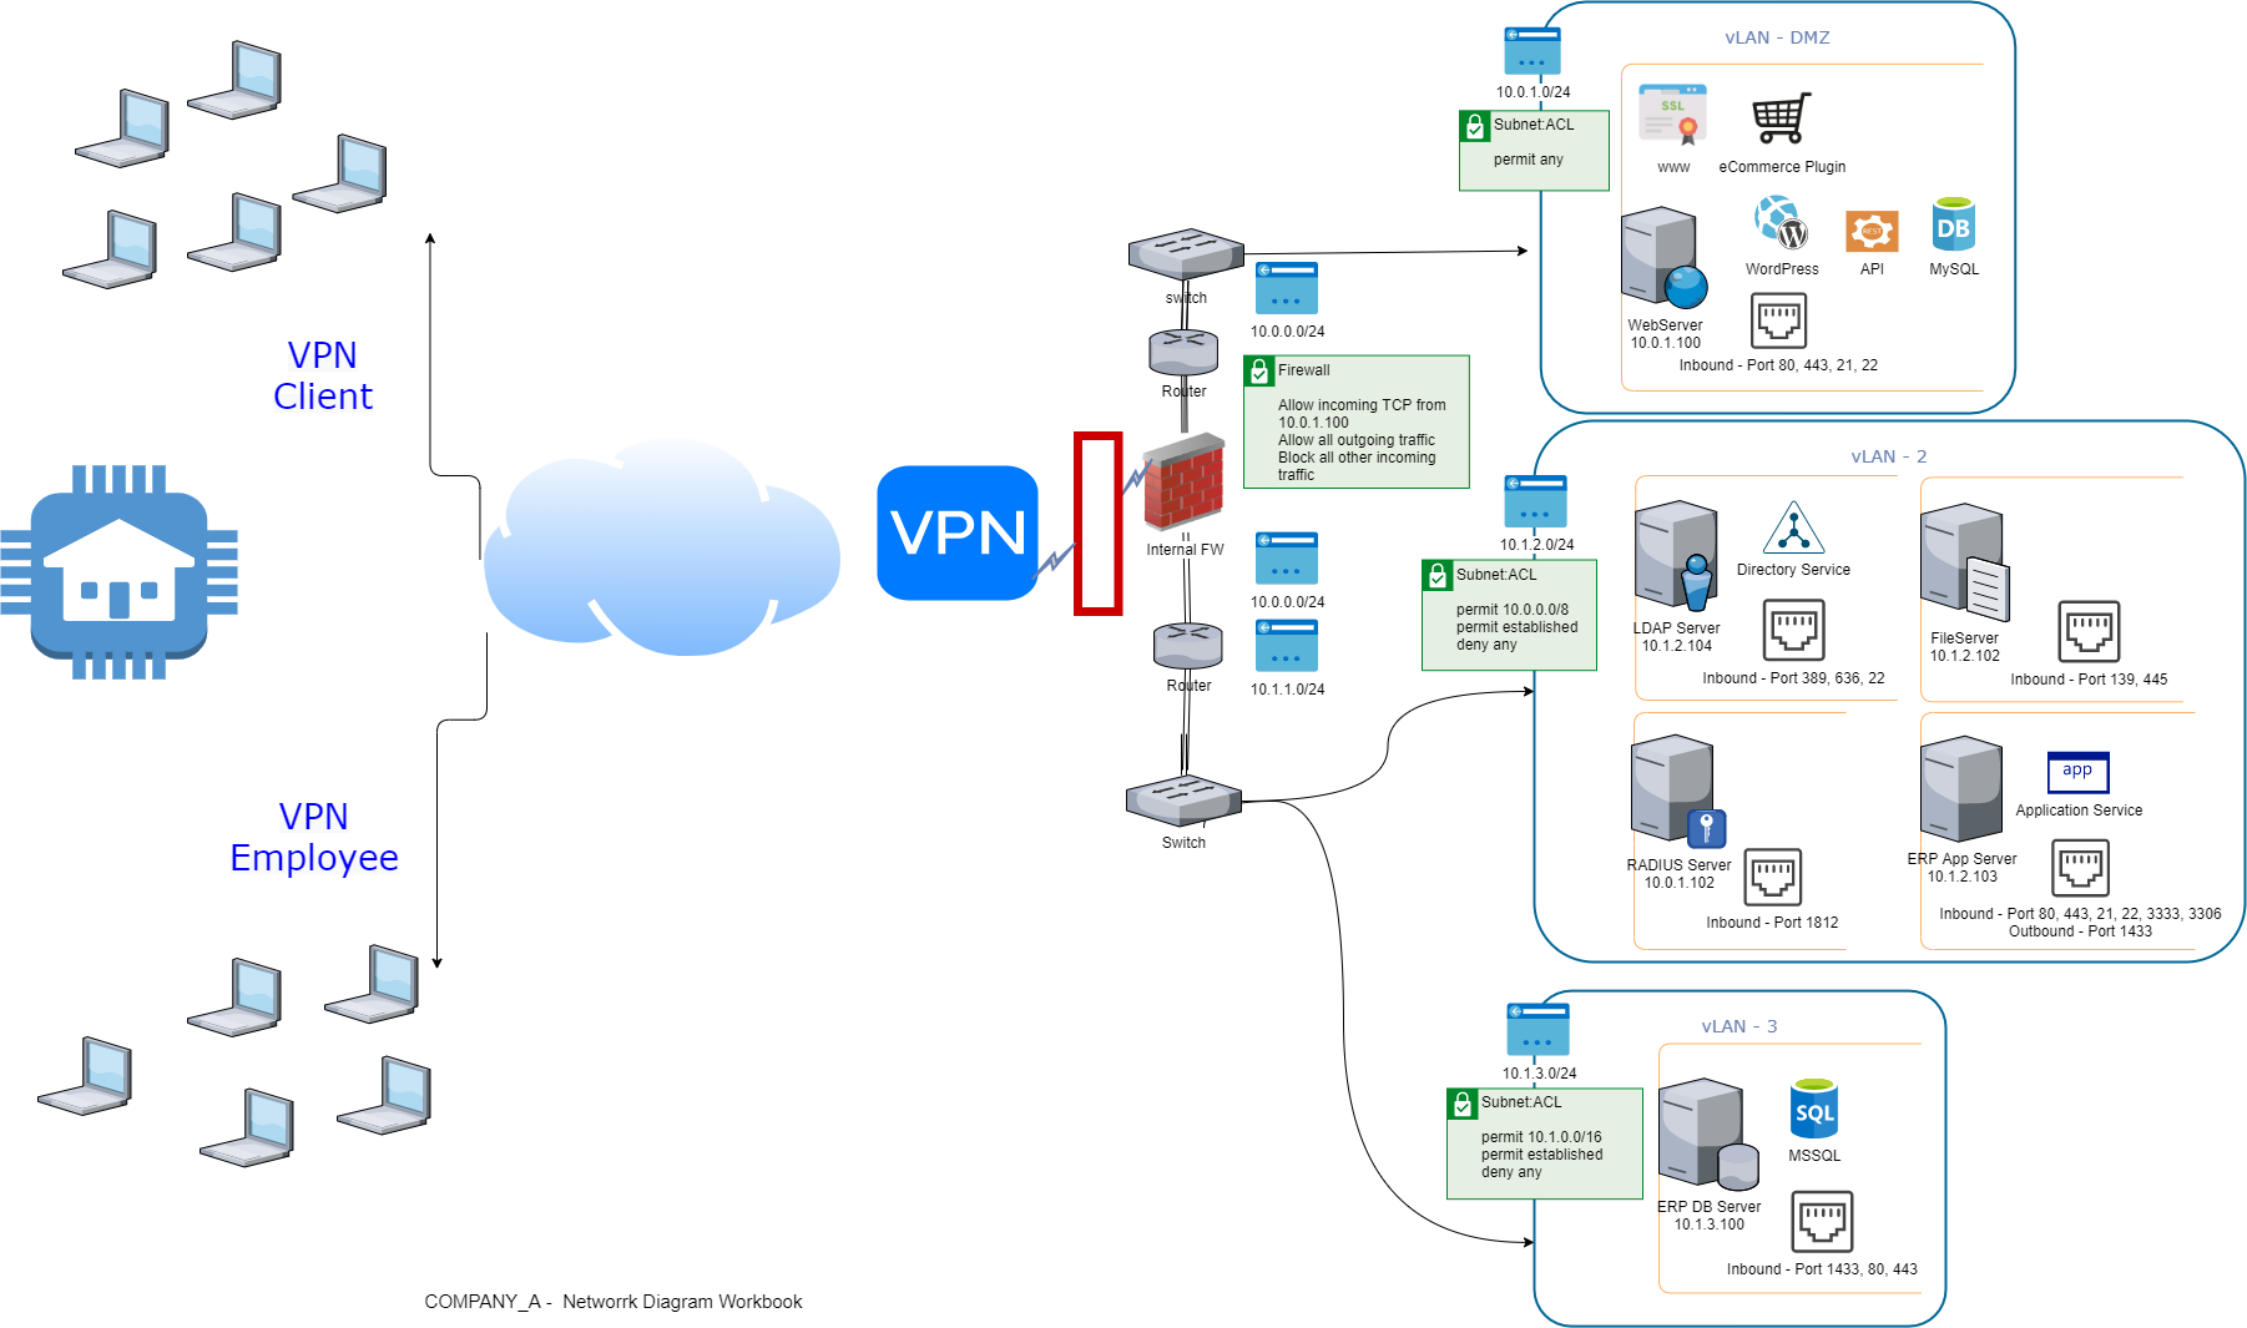 VPN
Client
VPN
Employee
COMPANY_A -  Networrk Diagram Workbook
VPN
switch
10.0.0.0/24
Router
Firewall
Allow incoming TCP from
10.0.1.100
Allow all outgoing traffic
Block all other incoming
traffic
Internal FW
10.0.0.0/24
Router
10.1.1.0/24
Switch
vLAN - DMZ
10.0.1.0/24
Subnet:ACL
permit any
SSL
www
eCommerce Plugin
WebServer
10.0.1.100
W
WordPress
REST
API
DB
MySQL
Inbound - Port 80, 443, 21, 22
vLAN - 2
10.1.2.0/24
Subnet:ACL
permit 10.0.0.0/8
permit established
deny any
LDAP Server
10.1.2.104
Directory Service
Inbound - Port 389, 636, 22
FileServer
10.1.2.102
Inbound - Port 139, 445
RADIUS Server
10.0.1.102
Inbound - Port 1812
ERP App Server
10.1.2.103
app
Application Service
Inbound - Port 80, 443, 21, 22, 3333, 3306
Outbound - Port 1433
vLAN - 3
10.1.3.0/24
Subnet:ACL
permit 10.1.0.0/16
permit established
deny any
ERP DB Server
10.1.3.100
SQL
MSSQL
Inbound - Port 1433, 80, 443